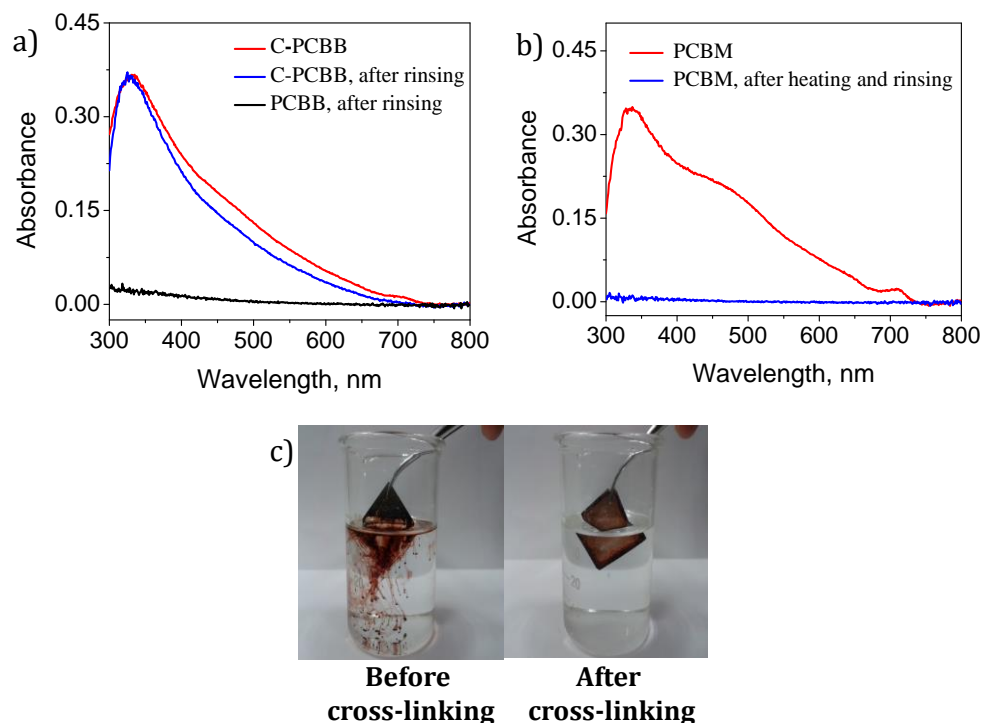 a)
0.45
0.30
0.15
0.00
Absorbance
C-PCBB
C-PCBB, after rinsing
PCBB, after rinsing
300 400 500 600 700 800
Wavelength, nm
b)
0.45
0.30
0.15
0.00
Absorbance
PCBM
PCBM, after heating and rinsing
300 400 500 600 700 800
Wavelength, nm
c)
Before
cross-linking
After
cross-linking